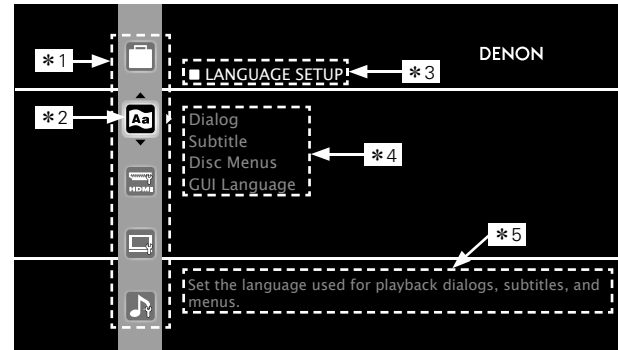 DENON
*1
■ LANGUAGE SETUP
*3
*2
Aa
Dialog
Subtitle
Disc Menus
GUI Language
*4
HDMI
*5
Set the language used for playback dialogs, subtitles, and
menus.